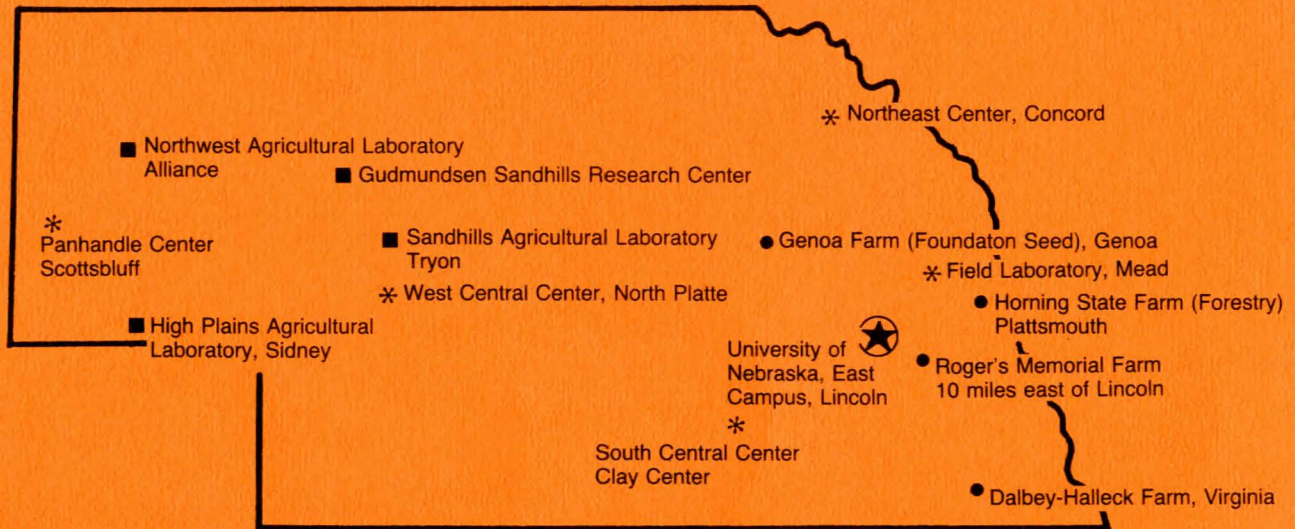 Northeast Center, Concord
Northwest Agricultural Laboratory
Alliance
Gudmundsen Sandhills Research Center
Panhandle Center
Scottsbluff
Sandhills Agricultural Laboratory
Tryon
Genoa Farm (Foundaton Seed), Genoa
Field Laboratory, Mead
West Central Center, North Platte
Horning State Farm (Forestry)
Plattsmouth
High Plains Agricultural
Laboratory, Sidney
University of
Nebraska, East
Campus, Lincoln
Roger's Memorial Farm
10 miles east of Lincoln
South Central Center
Clay Center
Dalbey-Halleck Farm, Virginia